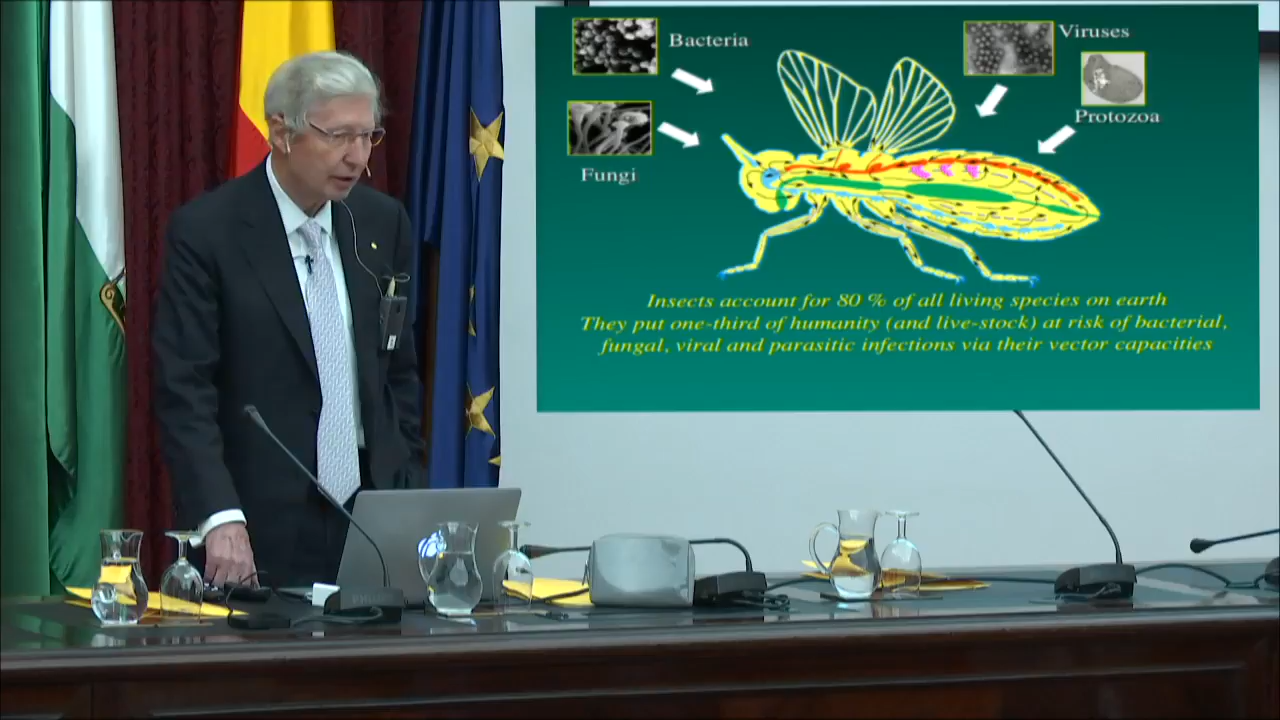 Bacteria
Viruses
Protozoa
Fungi
Insects account for 80 % of all living species on earth
They put one-third of humanity (and live-stock) at risk of bacterial,
fungal, viral and parasitic infections via their vector capacities